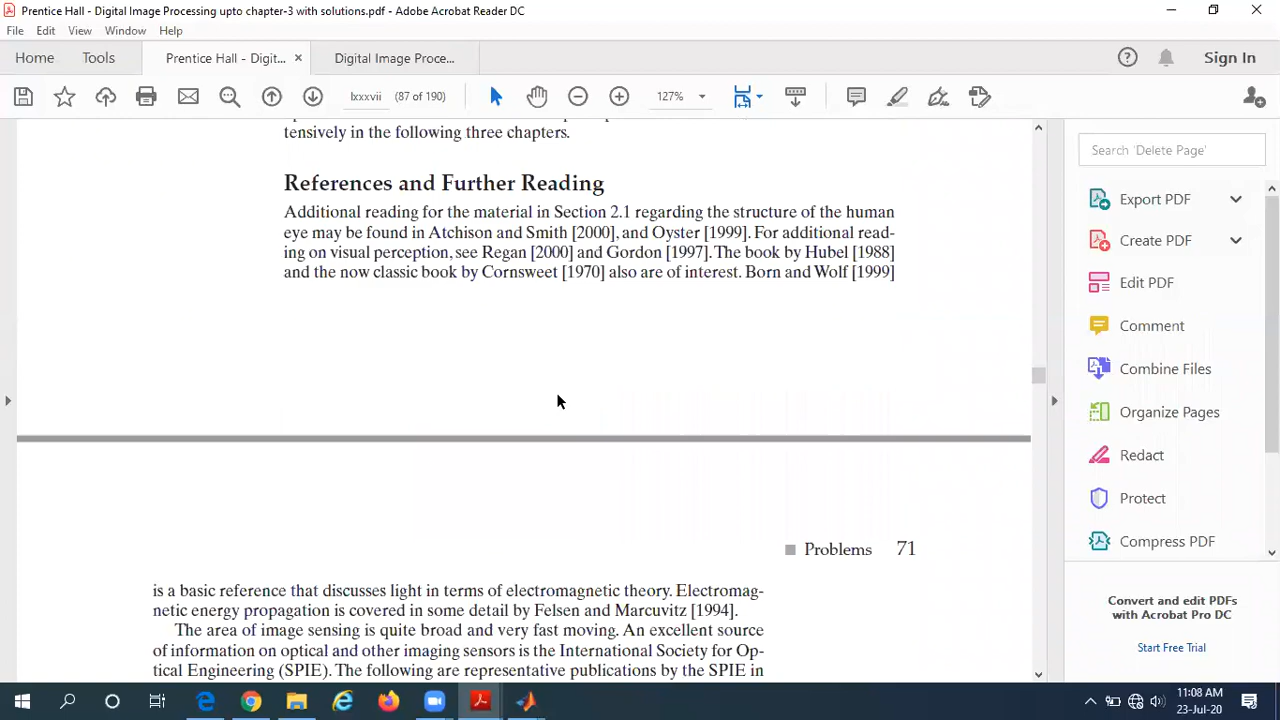 Prentice Hall - Digital Image Processing upto chapter-3 with solutions.pdf - Adobe Acrobat Reader DC
File Edit View Window Help
Home Tools Prentice Hall - Digit... × Digital Image Proce... Sign In
lxxxvii (87 of 190) 127%
tensively in the following three chapters.
References and Further Reading
Additional reading for the material in Section 2.1 regarding the structure of the human
eye may be found in Atchison and Smith [2000], and Oyster [1999]. For additional read-
ing on visual perception, see Regan [2000] and Gordon [1997]. The book by Hubel [1988]
and the now classic book by Cornsweet [1970] also are of interest. Born and Wolf [1999]
Problems 71
is a basic reference that discusses light in terms of electromagnetic theory. Electromag-
netic energy propagation is covered in some detail by Felsen and Marcuvitz [1994].
The area of image sensing is quite broad and very fast moving. An excellent source
of information on optical and other imaging sensors is the International Society for Op-
tical Engineering (SPIE). The following are representative publications by the SPIE in
Search 'Delete Page'
Export PDF
Create PDF
Edit PDF
Comment
Combine Files
Organize Pages
Redact
Protect
Compress PDF
Convert and edit PDFs
with Acrobat Pro DC
Start Free Trial
11:08 AM
23-Jul-20